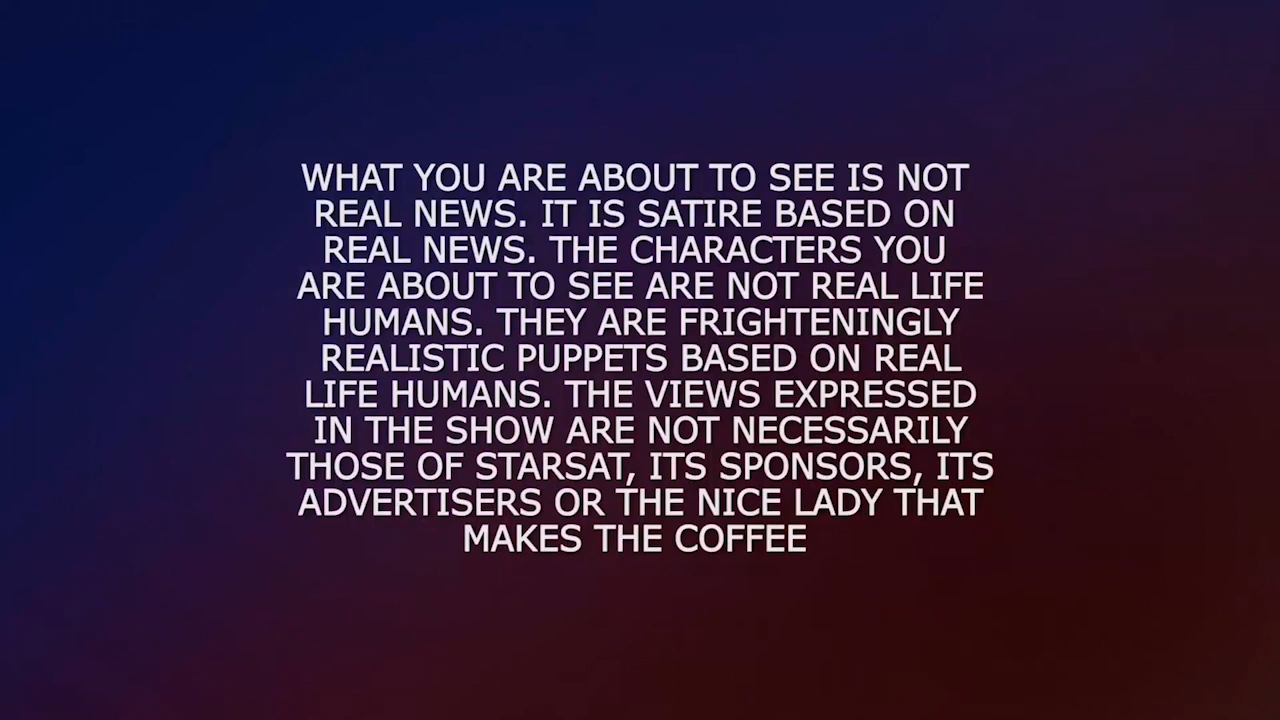 WHAT YOU ARE ABOUT TO SEE IS NOT
REAL NEWS. IT IS SATIRE BASED ON
REAL NEWS. THE CHARACTERS YOU
ARE ABOUT TO SEE ARE NOT REAL LIFE
HUMANS. THEY ARE FRIGHTENINGLY
REALISTIC PUPPETS BASED ON REAL
LIFE HUMANS. THE VIEWS EXPRESSED
IN THE SHOW ARE NOT NECESSARILY
THOSE OF STARSAT, ITS SPONSORS, ITS
ADVERTISERS OR THE NICE LADY THAT
MAKES THE COFFEE